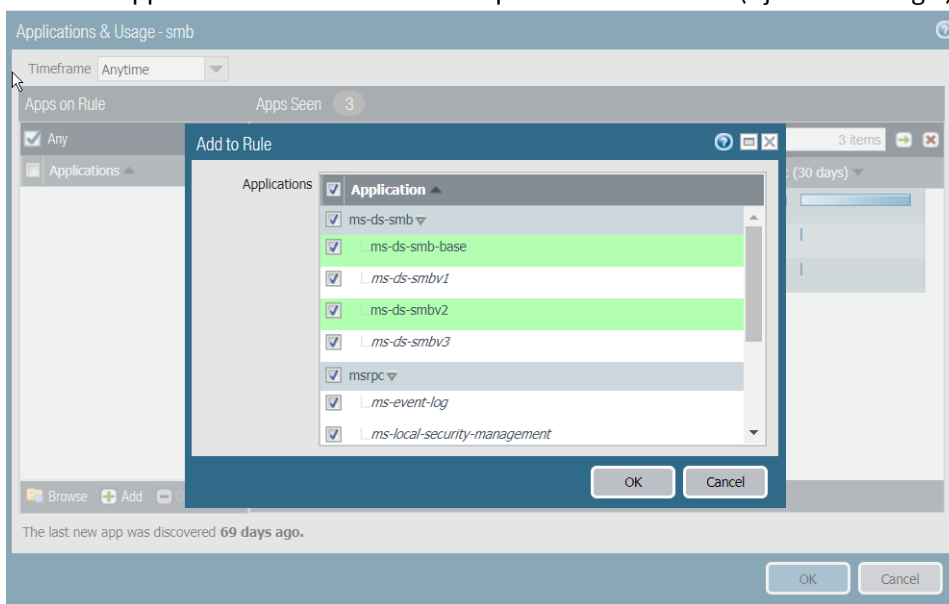 Applications & Usage - smb
Timeframe Anytime
Apps on Rule Apps Seen 3
Any 3 items
Add to Rule
Applications (30 days)
Applications Application
ms-ds-smb
ms-ds-smb-base
ms-ds-smbv1
ms-ds-smbv2
ms-ds-smbv3
msrpc
ms-event-log
ms-local-security-management
OK Cancel
Browse Add
The last new app was discovered 69 days ago.
OK Cancel